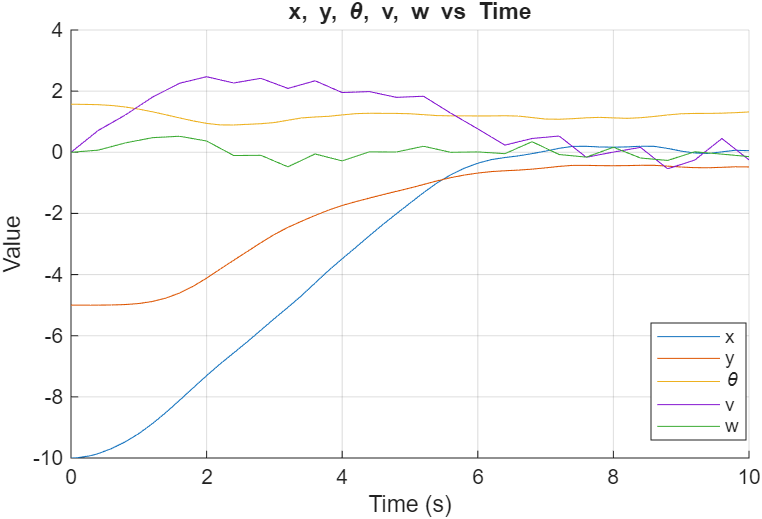 x, y, θ, v, w vs Time
4
2
0
-2
-4
-6
-8
-10
Value
x
y
θ
v
w
0 2 4 6 8 10
Time (s)